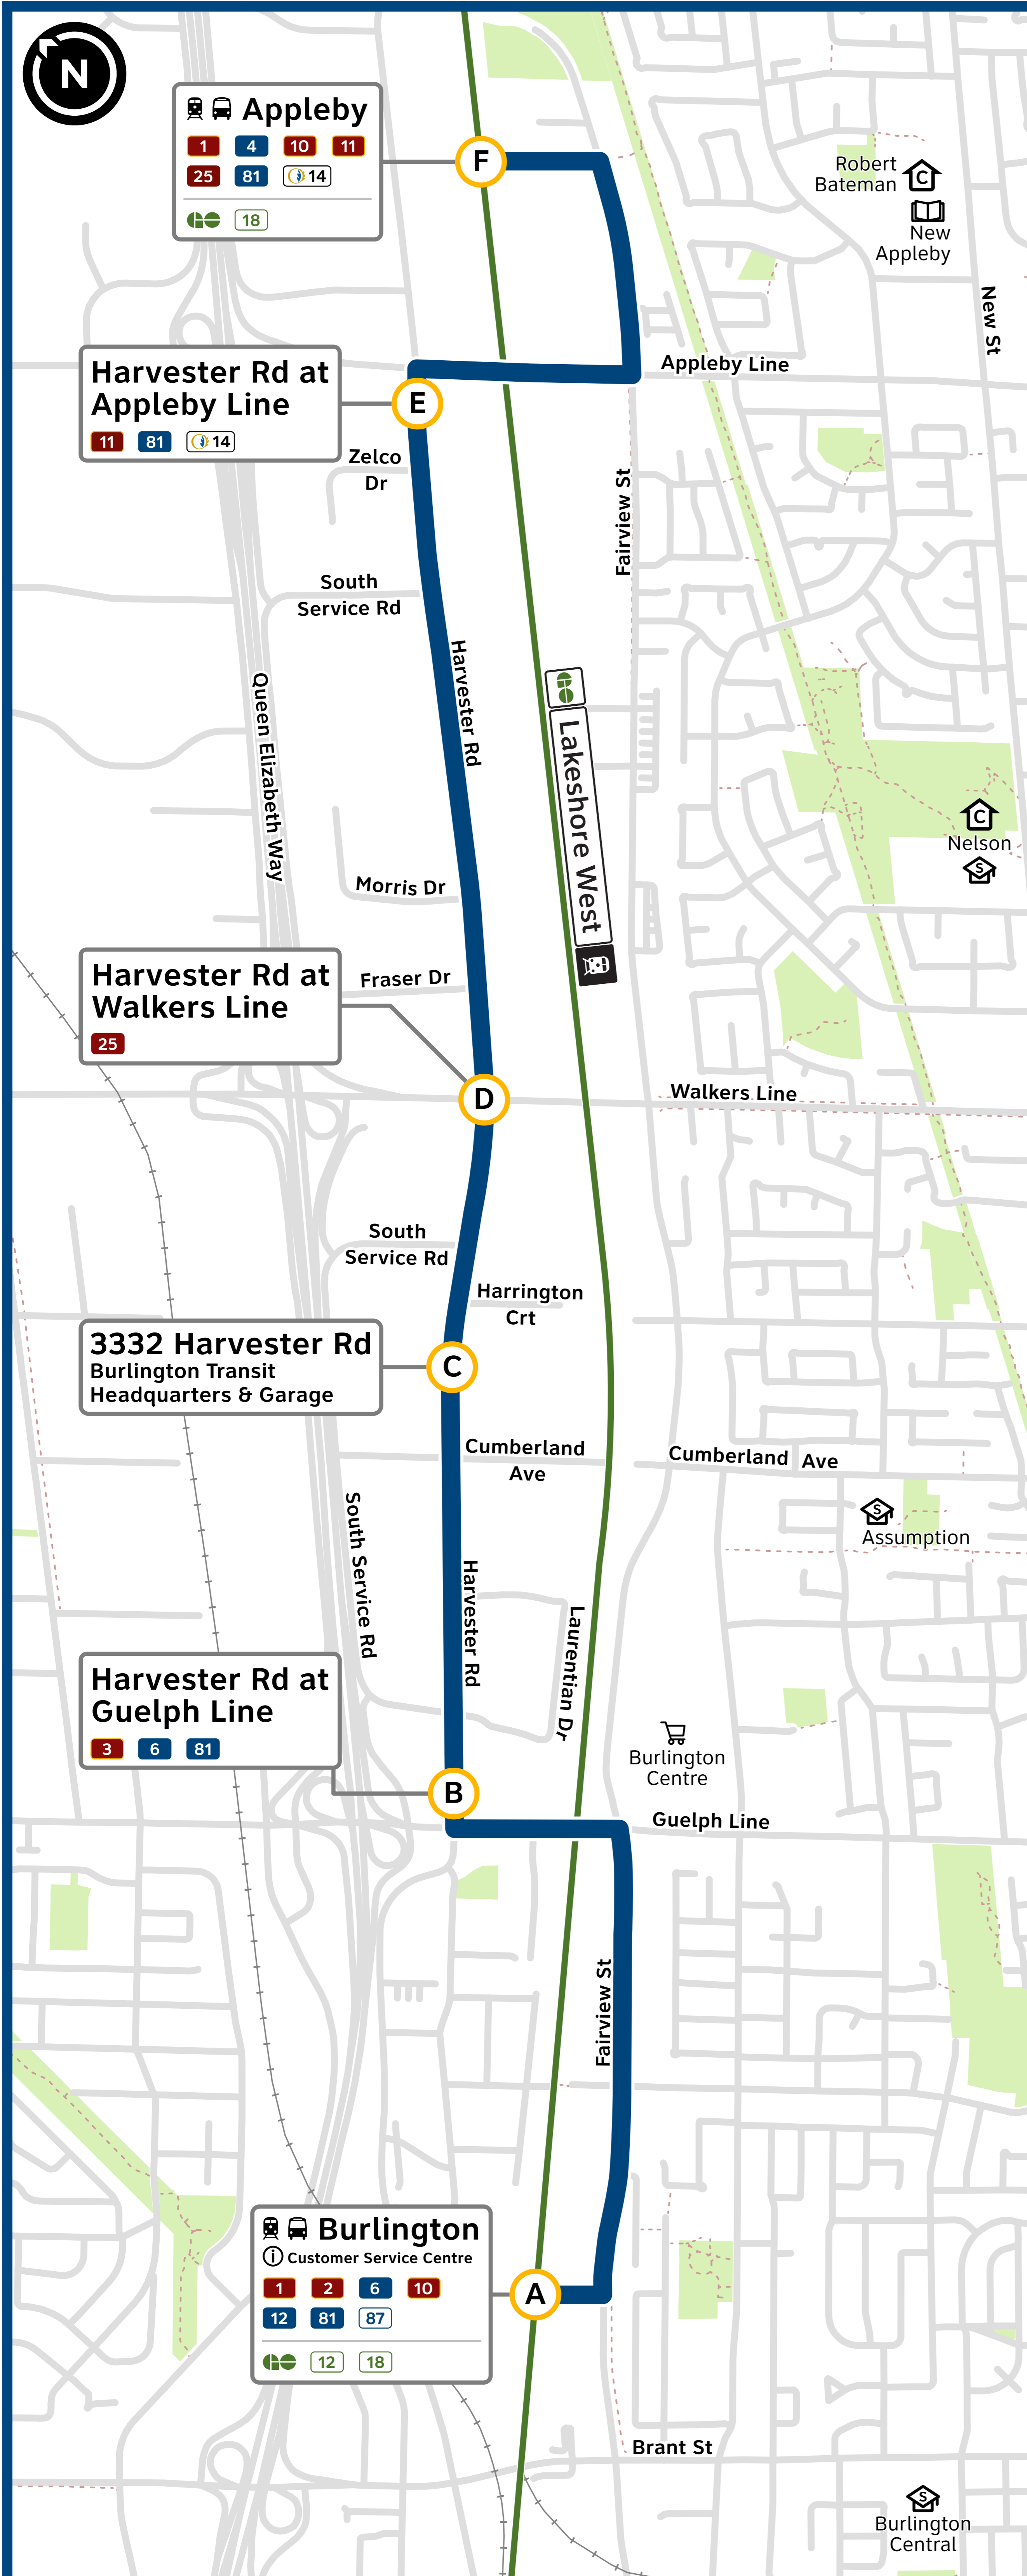 N
Appleby
1 4 10 11
25 81 14
GO 18
F
Robert
Bateman
C
New
Appleby
New St
Appleby Line
Harvester Rd at
Appleby Line
11 81 14
E
Zelco
Dr
Fairview St
South
Service Rd
Harvester Rd
Queen Elizabeth Way
GO
Lakeshore West
C
Nelson
S
Morris Dr
Harvester Rd at
Walkers Line
25
Fraser Dr
D
Walkers Line
South
Service Rd
Harrington
Crt
3332 Harvester Rd
Burlington Transit
Headquarters & Garage
C
Cumberland
Ave
Cumberland Ave
S
Assumption
South Service Rd
Harvester Rd
Laurentian Dr
Harvester Rd at
Guelph Line
3 6 81
B
Burlington
Centre
Guelph Line
Fairview St
Burlington
i Customer Service Centre
1 2 6 10
12 81 87
GO 12 18
A
Brant St
S
Burlington
Central